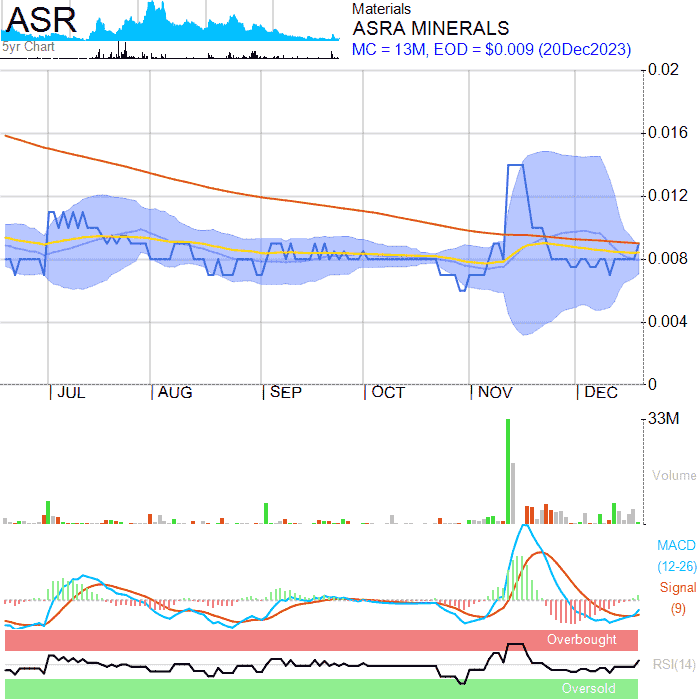 ASR
5yr Chart
Materials
ASRA MINERALS
MC = 13M, EOD = $0.009 (20Dec2023)
0.02
0.016
0.012
0.008
0.004
0
JUL AUG SEP OCT NOV DEC
33M
Volume
MACD
(12-26)
Signal
(9)
Overbought
RSI(14)
Oversold